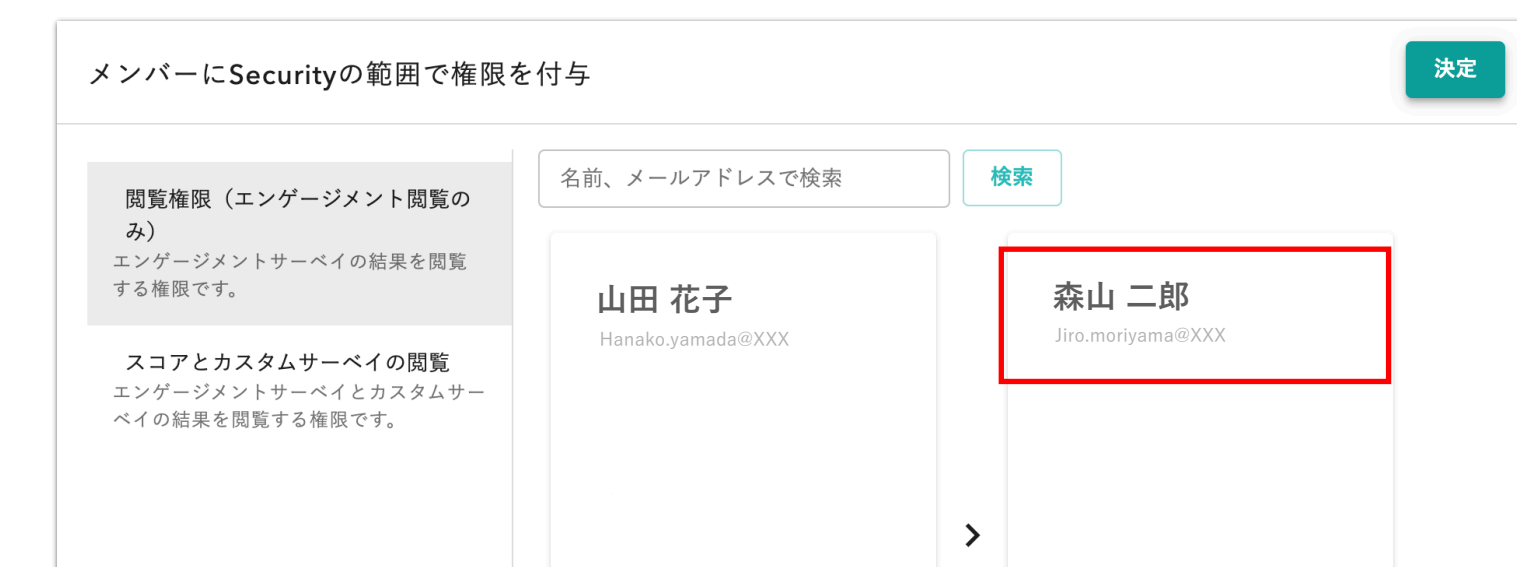 メンバーにSecurityの範囲で権限を付与
決定
閲覧権限（エンゲージメント閲覧の
み）
エンゲージメントサーベイの結果を閲覧
する権限です。
スコアとカスタムサーベイの閲覧
エンゲージメントサーベイとカスタムサー
ベイの結果を閲覧する権限です。
名前、メールアドレスで検索
検索
山田 花子
Hanako.yamada@XXX
森山 二郎
Jiro.moriyama@XXX